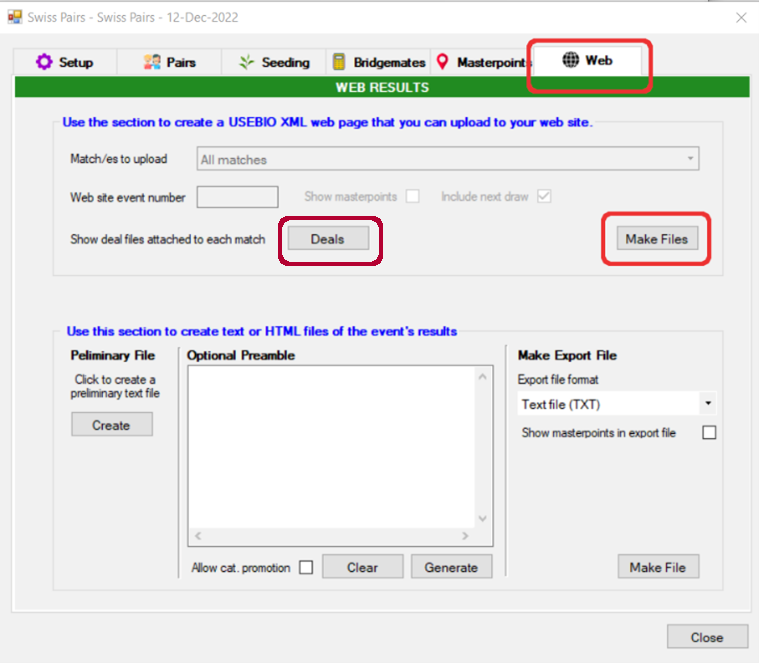 Swiss Pairs - Swiss Pairs - 12-Dec-2022
Setup Pairs Seeding Bridgemates Masterpoints Web
WEB RESULTS
Use the section to create a USEBIO XML web page that you can upload to your web site.
Match/es to upload All matches
Web site event number Show masterpoints Include next draw
Show deal files attached to each match Deals Make Files
Use this section to create text or HTML files of the event's results
Peliminary File Optional Preamble Make Export File
Click to create a
preliminary text file
Create
Export file format
Text file (TXT)
Show masterpoints in export file
Allow cat. promotion Clear Generate Make File
Close